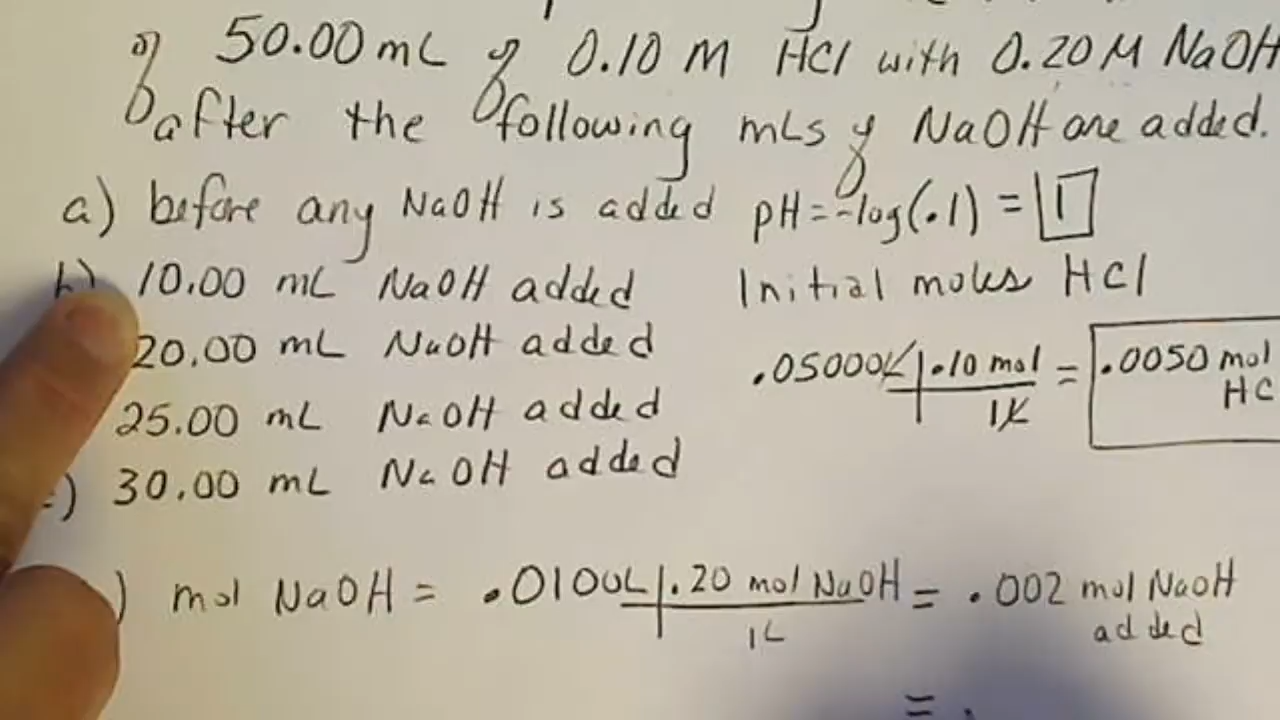 of 50.00 mL of 0.10 M HCl with 0.20 M NaOH
after the following mLs of NaOH are added.
a) before any NaOH is added pH = -log(.1) = 1
b) 10.00 mL NaOH added
Initial moles HCl
20.00 mL NaOH added
.05000L | .10 mol = .0050 mol
1L HC
25.00 mL NaOH added
30.00 mL NaOH added
) mol NaOH = .0100L | .20 mol NaOH = .002 mol NaOH
1L added
= .